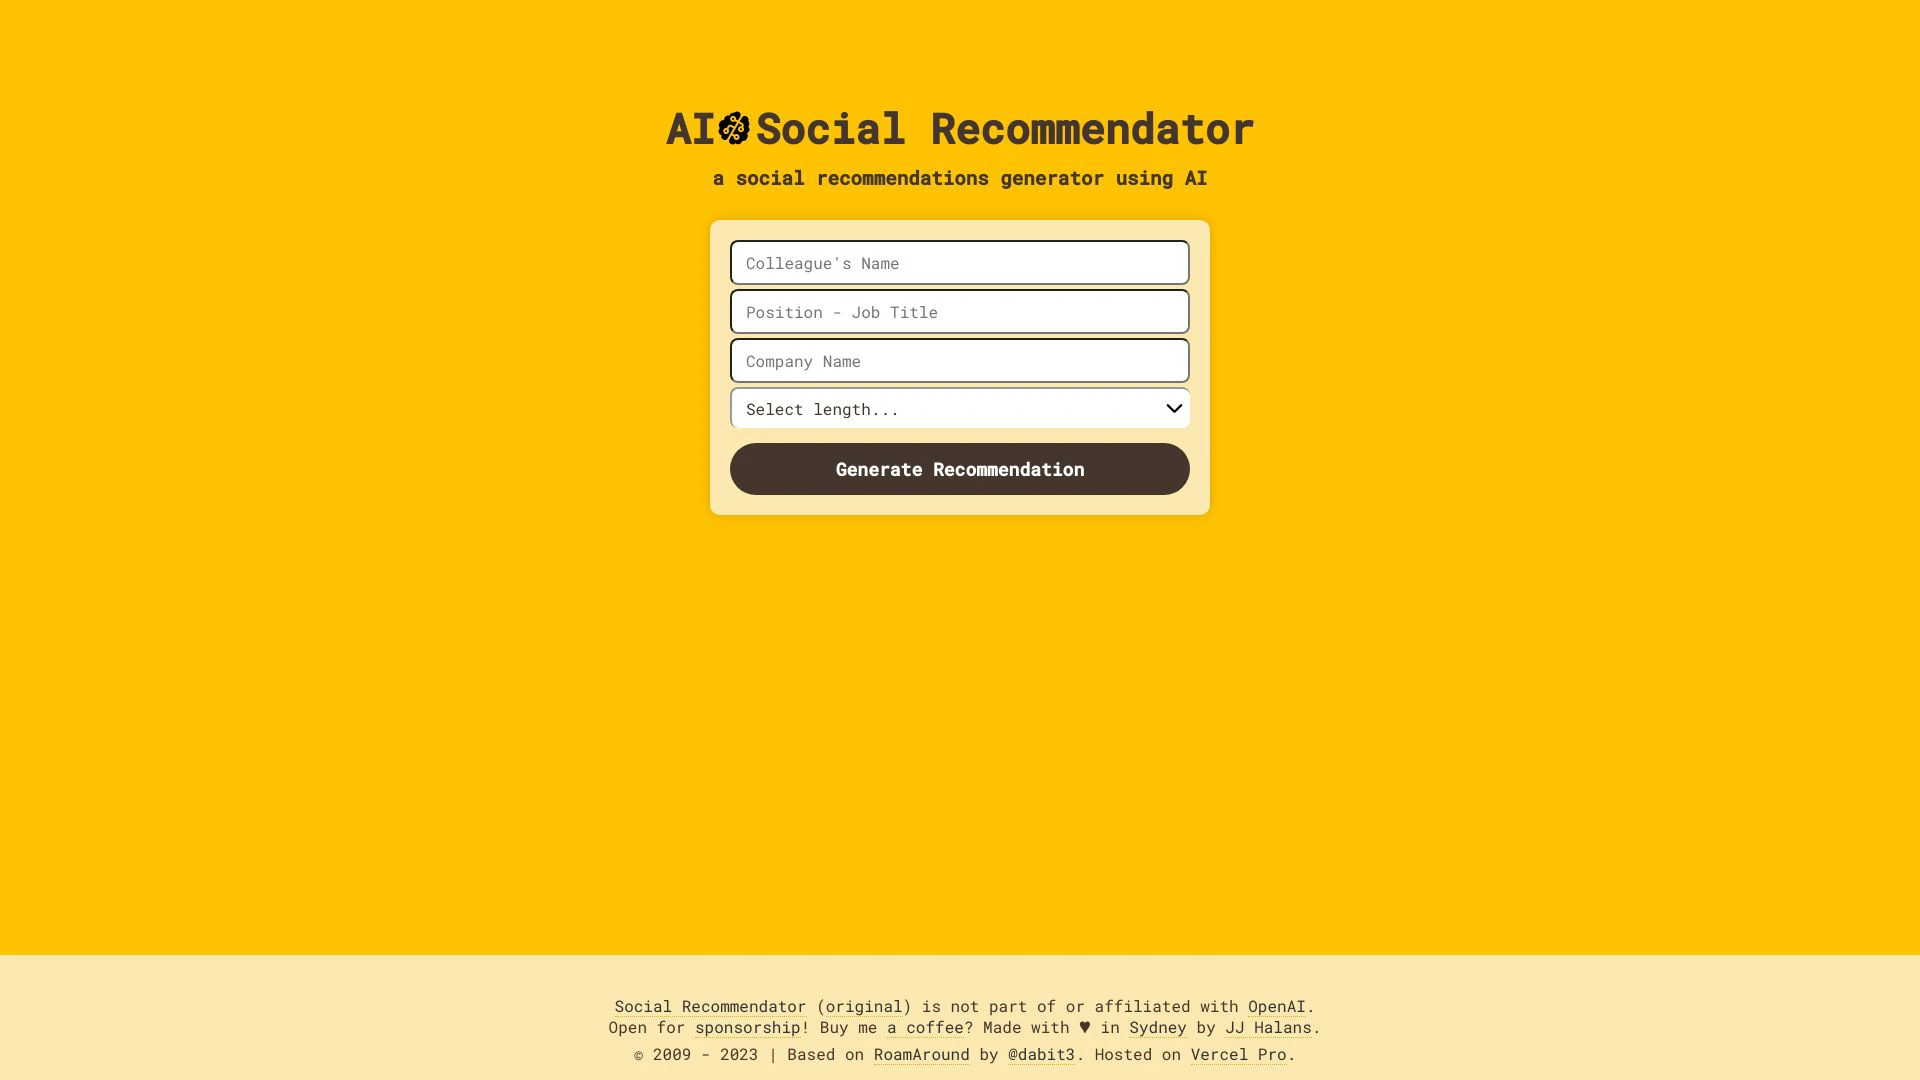 AI Social Recommendator
a social recommendations generator using AI
Colleague's Name
Position - Job Title
Company Name
Select length...
Generate Recommendation
Social Recommendator (original) is not part of or affiliated with OpenAI.
Open for sponsorship! Buy me a coffee? Made with ♥ in Sydney by JJ Halans.
© 2009 - 2023 | Based on RoamAround by @dabit3. Hosted on Vercel Pro.